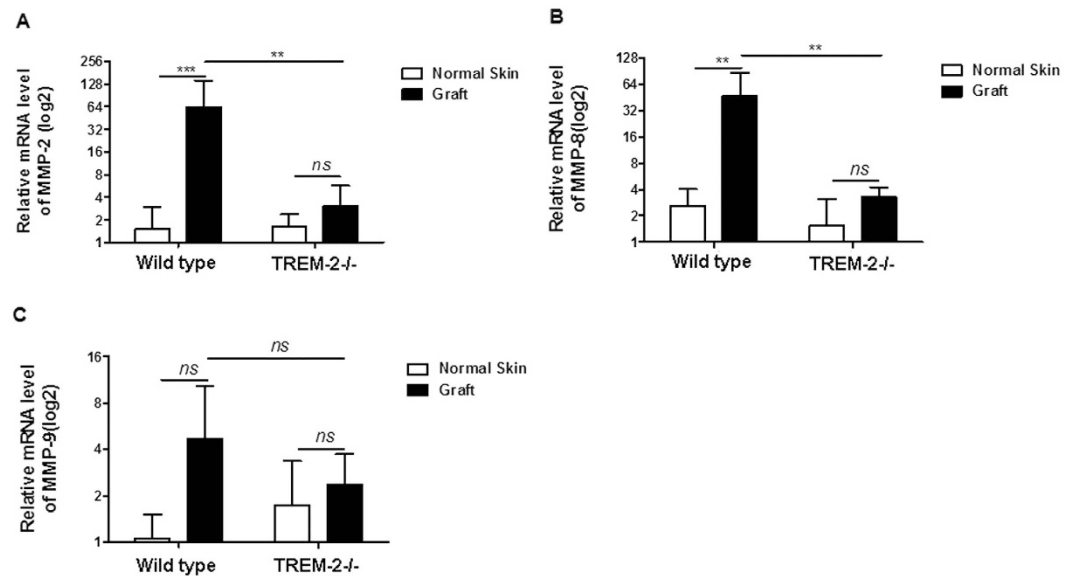 A
Relative mRNA level
of MMP-2 (log2)
256
128
64
32
16
8
4
2
1
***
**
ns
Wild type
TREM-2-/-
Normal Skin
Graft
B
Relative mRNA level
of MMP-8(log2)
128
64
32
16
8
4
2
1
**
**
ns
Wild type
TREM-2-/-
Normal Skin
Graft
C
Relative mRNA level
of MMP-9(log2)
16
8
4
2
1
ns
ns
ns
Wild type
TREM-2-/-
Normal Skin
Graft